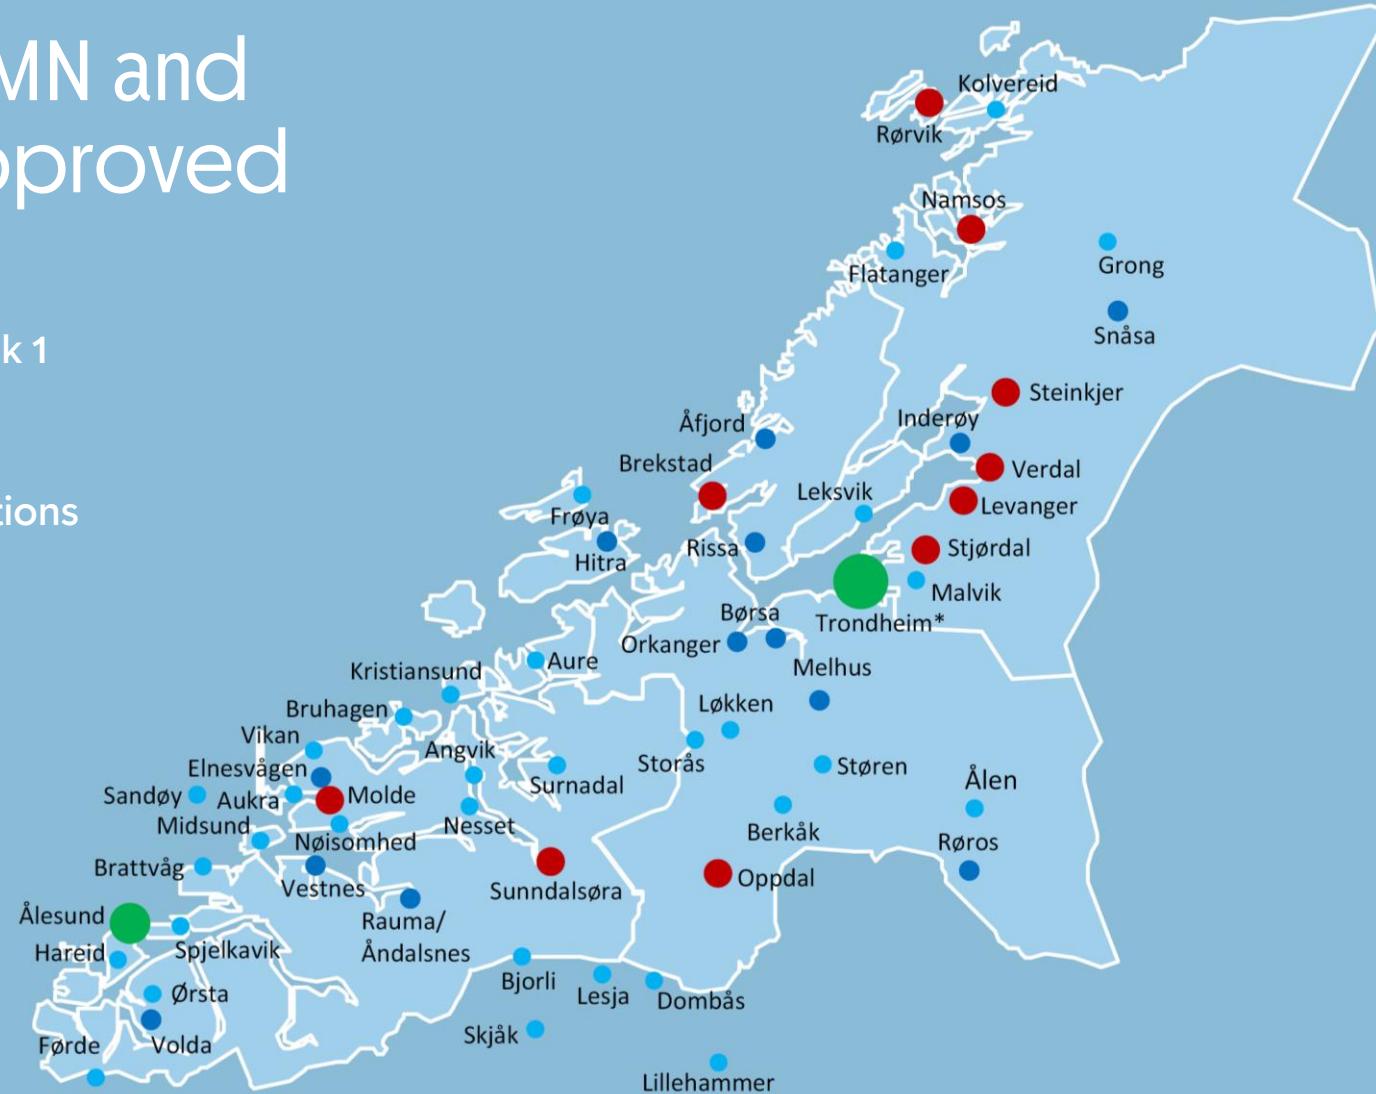 MN and
pproved
k 1
tions
Kolvereid
Rørvik
Namsos
Flatanger
Grong
Snåsa
Steinkjer
Inderøy
Åfjord
Verdal
Brekstad
Levanger
Leksvik
Frøya
Stjørdal
Rissa
Hitra
Malvik
Børsa
Trondheim*
Orkanger
Aure
Melhus
Kristiansund
Løkken
Bruhagen
Vikan
Angvik
Storås
Støren
Elnesvågen
Surnadal
Ålen
Sandøy
Aukra
Molde
Midsund
Nesset
Berkåk
Nøisomhed
Røros
Brattvåg
Oppdal
Vestnes
Sunndalsøra
Ålesund
Rauma/
Åndalsnes
Hareid
Spjelkavik
Bjorli
Ørsta
Lesja
Dombås
Skjåk
Førde
Volda
Lillehammer